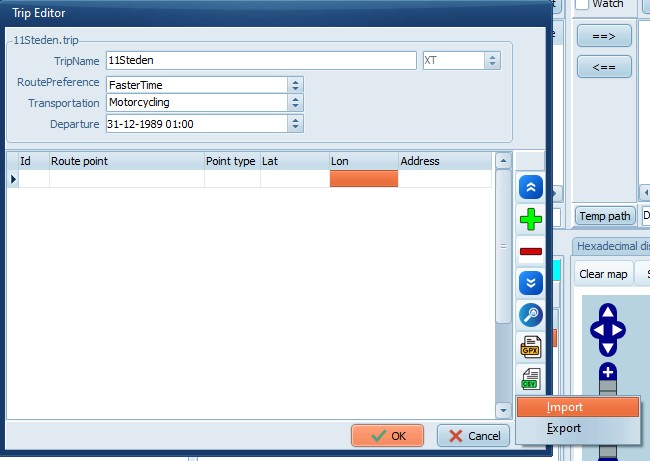 Trip Editor
Watch
==>
<==
11Steden.trip
TripName 11Steden XT
RoutePreference FasterTime
Transportation Motorcycling
Departure 31-12-1989 01:00
Id Route point Point type Lat Lon Address
Temp path
Hexadecimal di
Clear map
GPX
CSV
Import
Export
OK Cancel